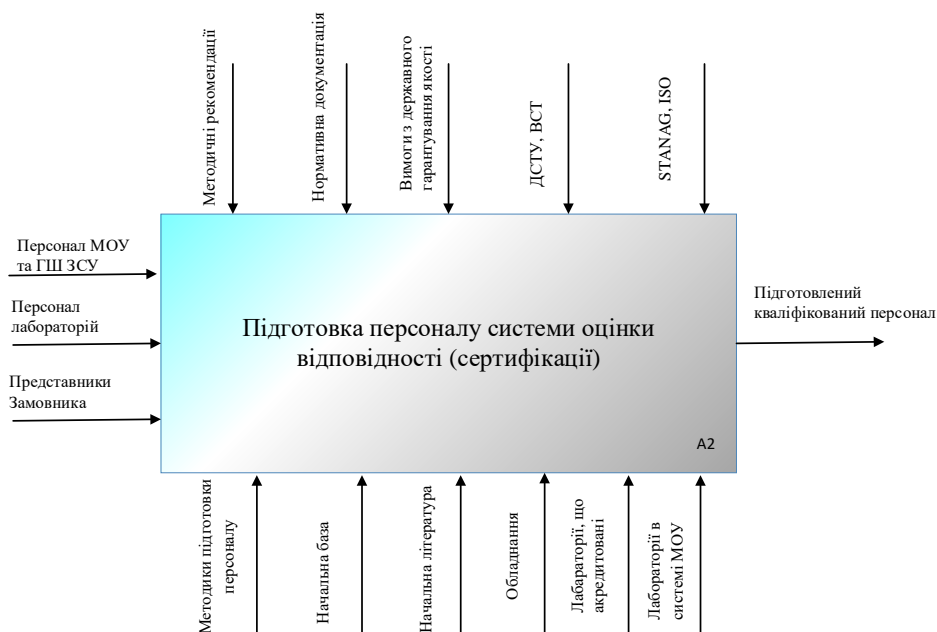 Методичні рекомендації
Нормативна документація
Вимоги з державного
гарантування якості
ДСТУ, ВСТ
STANAG, ISO
Персонал МОУ
та ГШ ЗСУ
Персонал
лабораторій
Представники
Замовника
Підготовка персоналу системи оцінки
відповідності (сертифікації)
A2
Підготовлений
кваліфікований персонал
Методики підготовки
персоналу
Начальна база
Начальна література
Обладнання
Лабараторії, що
акредитовані
Лабораторії в
системі МОУ